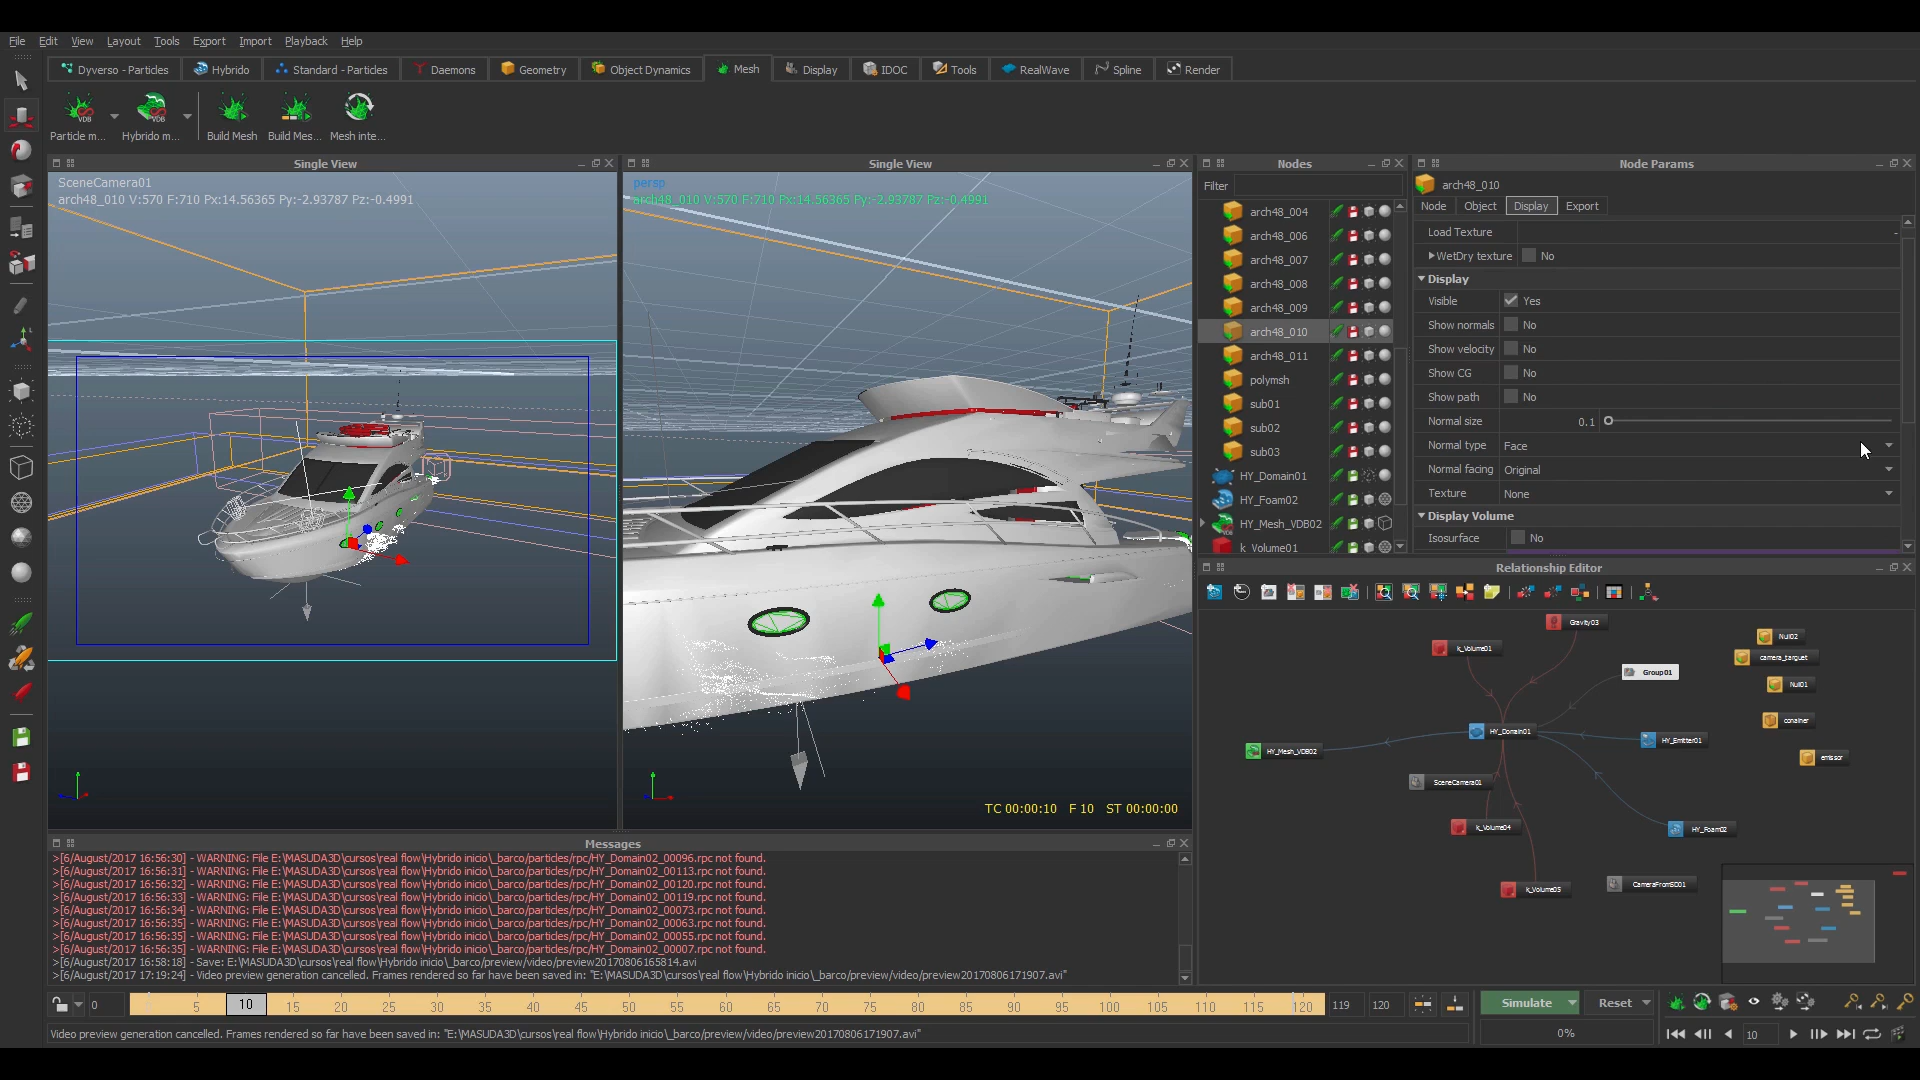 File Edit View Layout Tools Export Import Playback Help
Dyverso - Particles Hybrido Standard - Particles Daemons Geometry Object Dynamics Mesh Display IDOC Tools RealWave Spline Render
VDB VDB
Particle m... Hybrido m... Build Mesh Build Mes... Mesh inte...
Single View Single View Nodes Node Params
SceneCamera01
arch48_010 V:570 F:710 Px:14.56365 Py:-2.93787 Pz:-0.4991
persp
arch48_010 V:570 F:710 Px:14.56365 Py:-2.93787 Pz:-0.4991
TC 00:00:10 F 10 ST 00:00:00
Filter
arch48_004
arch48_006
arch48_007
arch48_008
arch48_009
arch48_010
arch48_011
polymsh
sub01
sub02
sub03
HY_Domain01
HY_Foam02
HY_Mesh_VDB02
k_Volume01
arch48_010
Node Object Display Export
Load Texture -
WetDry texture No
Display
Visible Yes
Show normals No
Show velocity No
Show CG No
Show path No
Normal size 0.1
Normal type Face
Normal facing Original
Texture None
Display Volume
Isosurface No
Relationship Editor
Gravity03
k_Volume01
Null02
camera_targuet
Group01
Null01
conainer
HY_Domain01
HY_Emitter01
HY_Mesh_VDB02
emissor
SceneCamera01
k_Volume04
HY_Foam02
k_Volume05
CameraFromSD01
Messages
>[6/August/2017 16:56:30] - WARNING: File E:\MASUDA3D\cursos\real flow\Hybrido inicio\_barco/particles/rpc/HY_Domain02_00096.rpc not found.
>[6/August/2017 16:56:31] - WARNING: File E:\MASUDA3D\cursos\real flow\Hybrido inicio\_barco/particles/rpc/HY_Domain02_00113.rpc not found.
>[6/August/2017 16:56:32] - WARNING: File E:\MASUDA3D\cursos\real flow\Hybrido inicio\_barco/particles/rpc/HY_Domain02_00120.rpc not found.
>[6/August/2017 16:56:33] - WARNING: File E:\MASUDA3D\cursos\real flow\Hybrido inicio\_barco/particles/rpc/HY_Domain02_00119.rpc not found.
>[6/August/2017 16:56:34] - WARNING: File E:\MASUDA3D\cursos\real flow\Hybrido inicio\_barco/particles/rpc/HY_Domain02_00073.rpc not found.
>[6/August/2017 16:56:35] - WARNING: File E:\MASUDA3D\cursos\real flow\Hybrido inicio\_barco/particles/rpc/HY_Domain02_00063.rpc not found.
>[6/August/2017 16:56:35] - WARNING: File E:\MASUDA3D\cursos\real flow\Hybrido inicio\_barco/particles/rpc/HY_Domain02_00055.rpc not found.
>[6/August/2017 16:56:35] - WARNING: File E:\MASUDA3D\cursos\real flow\Hybrido inicio\_barco/particles/rpc/HY_Domain02_00007.rpc not found.
>[6/August/2017 16:58:18] - Save: E:\MASUDA3D\cursos\real flow\Hybrido inicio\_barco/preview/video/preview20170806165814.avi
>[6/August/2017 17:19:24] - Video preview generation cancelled. Frames rendered so far have been saved in: "E:\MASUDA3D\cursos\real flow\Hybrido inicio\_barco/preview/video/preview20170806171907.avi"
0 5 10 15 20 25 30 35 40 45 50 55 60 65 70 75 80 85 90 95 100 105 110 115 120 119 120
Simulate Reset
Video preview generation cancelled. Frames rendered so far have been saved in: "E:\MASUDA3D\cursos\real flow\Hybrido inicio\_barco/preview/video/preview20170806171907.avi"
0% 10